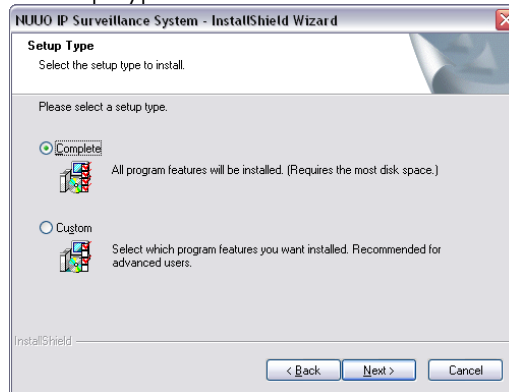 NUUO IP Surveillance System - InstallShield Wizard
Setup Type
Select the setup type to install.
Please select a setup type.
Complete
All program features will be installed. (Requires the most disk space.)
Custom
Select which program features you want installed. Recommended for
advanced users.
InstallShield
< Back
Next >
Cancel